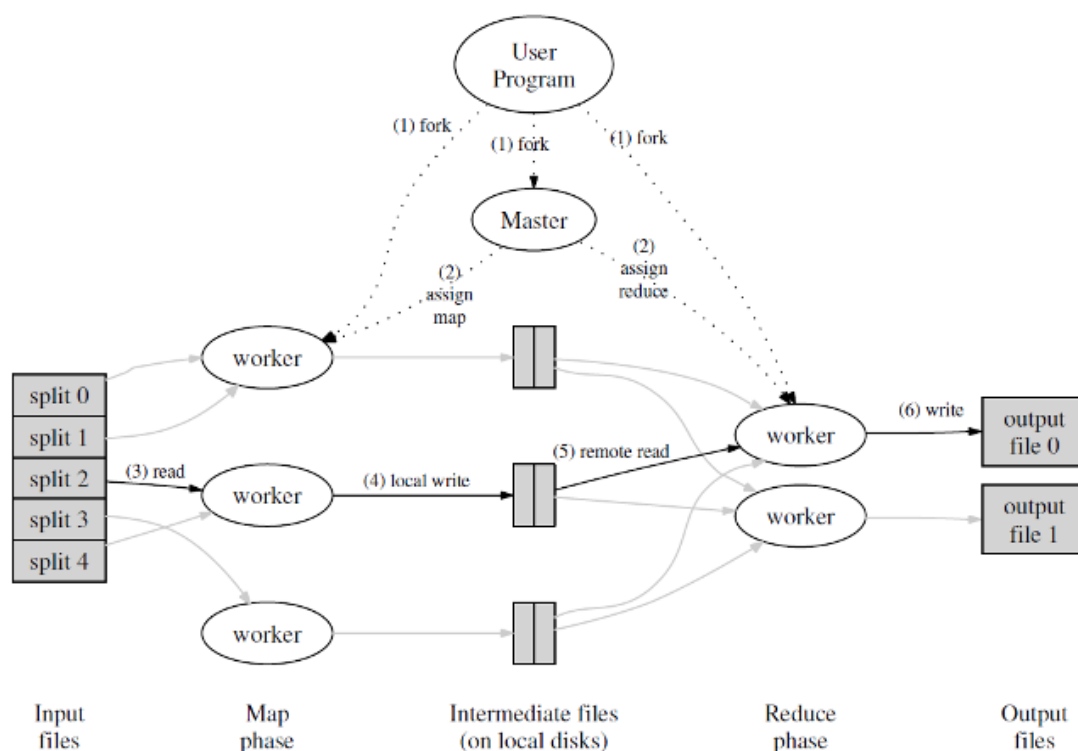 User
Program
(1) fork
(1) fork
(1) fork
Master
(2)
assign
map
(2)
assign
reduce
worker
split 0
split 1
split 2
split 3
split 4
(3) read
worker
(4) local write
(5) remote read
worker
(6) write
output
file 0
worker
output
file 1
worker
Input
files
Map
phase
Intermediate files
(on local disks)
Reduce
phase
Output
files